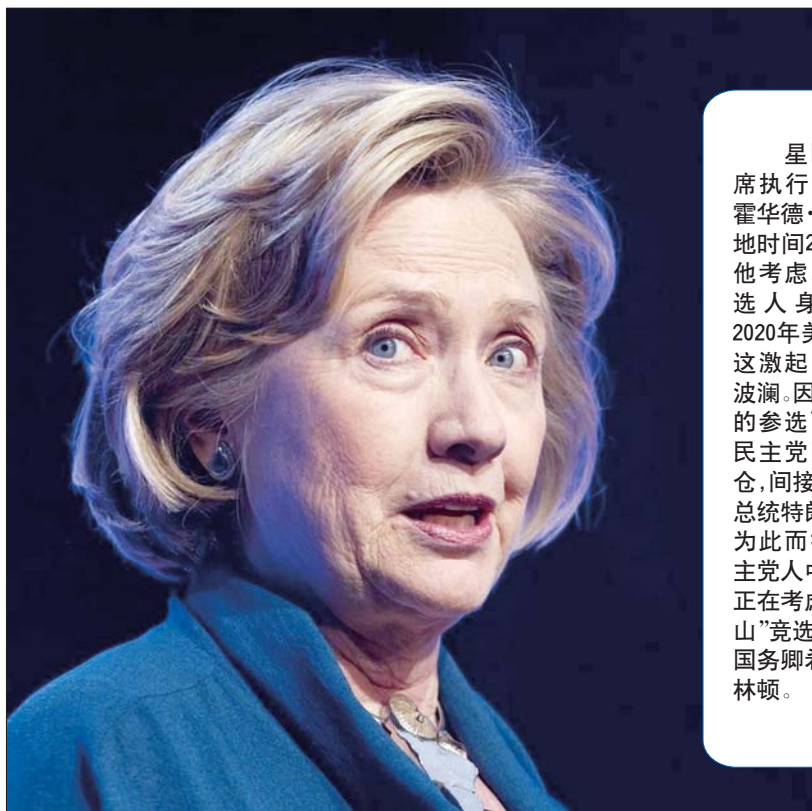 星
席执行
霍华德·
地时间2
他考虑
选人身
2020年美
这激起
波澜。因
的参选
民主党
仓，间接
总统特朗
为此而
主党人中
正在考虑
山”竞选
国务卿希
林顿。